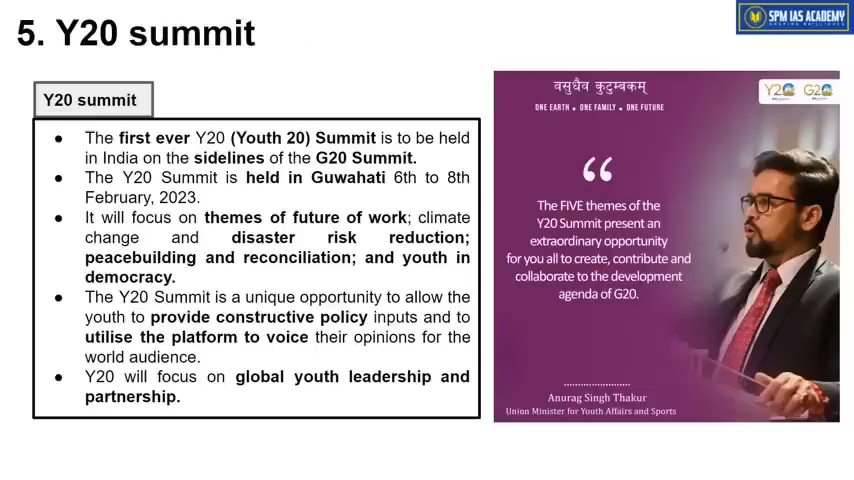 5. Y20 summit
SPM IAS ACADEMY
Y20 summit
● The first ever Y20 (Youth 20) Summit is to be held
in India on the sidelines of the G20 Summit.
● The Y20 Summit is held in Guwahati 6th to 8th
February, 2023.
● It will focus on themes of future of work; climate
change and disaster risk reduction;
peacebuilding and reconciliation; and youth in
democracy.
● The Y20 Summit is a unique opportunity to allow the
youth to provide constructive policy inputs and to
utilise the platform to voice their opinions for the
world audience.
● Y20 will focus on global youth leadership and
partnership.
वसुधैव कुटुम्बकम्
ONE EARTH • ONE FAMILY • ONE FUTURE
Y20 G20
“
The FIVE themes of the
Y20 Summit present an
extraordinary opportunity
for you all to create, contribute and
collaborate to the development
agenda of G20.
Anurag Singh Thakur
Union Minister for Youth Affairs and Sports